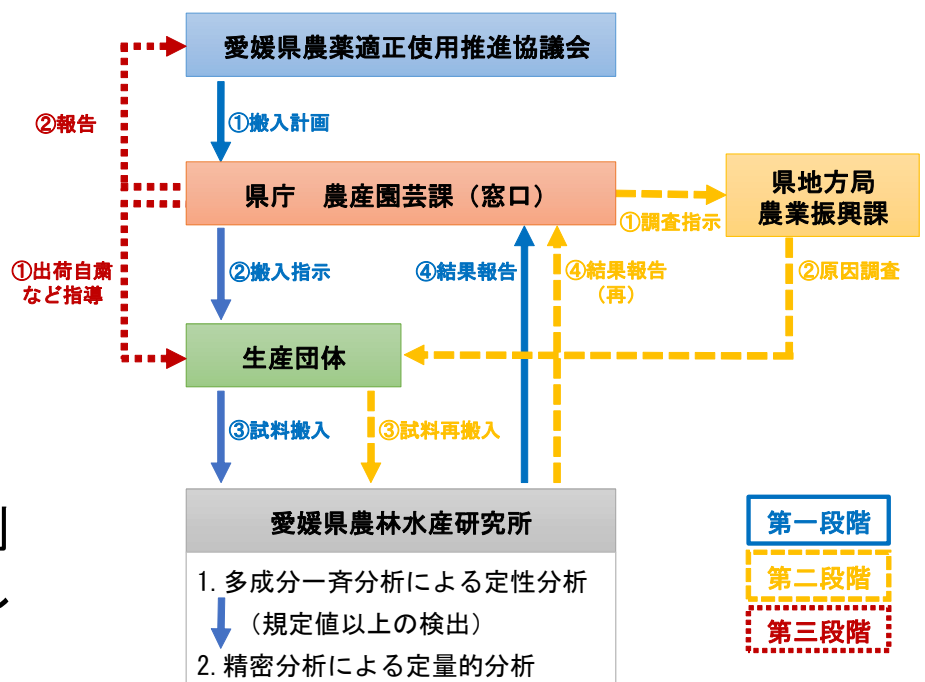 愛媛県農薬適正使用推進協議会
②報告
①搬入計画
県庁　農産園芸課（窓口）
県地方局
農業振興課
①調査指示
①出荷自粛
など指導
②搬入指示
④結果報告
④結果報告
（再）
②原因調査
生産団体
③試料搬入
③試料再搬入
愛媛県農林水産研究所
1. 多成分一斉分析による定性分析
（規定値以上の検出）
2. 精密分析による定量的分析
第一段階
第二段階
第三段階